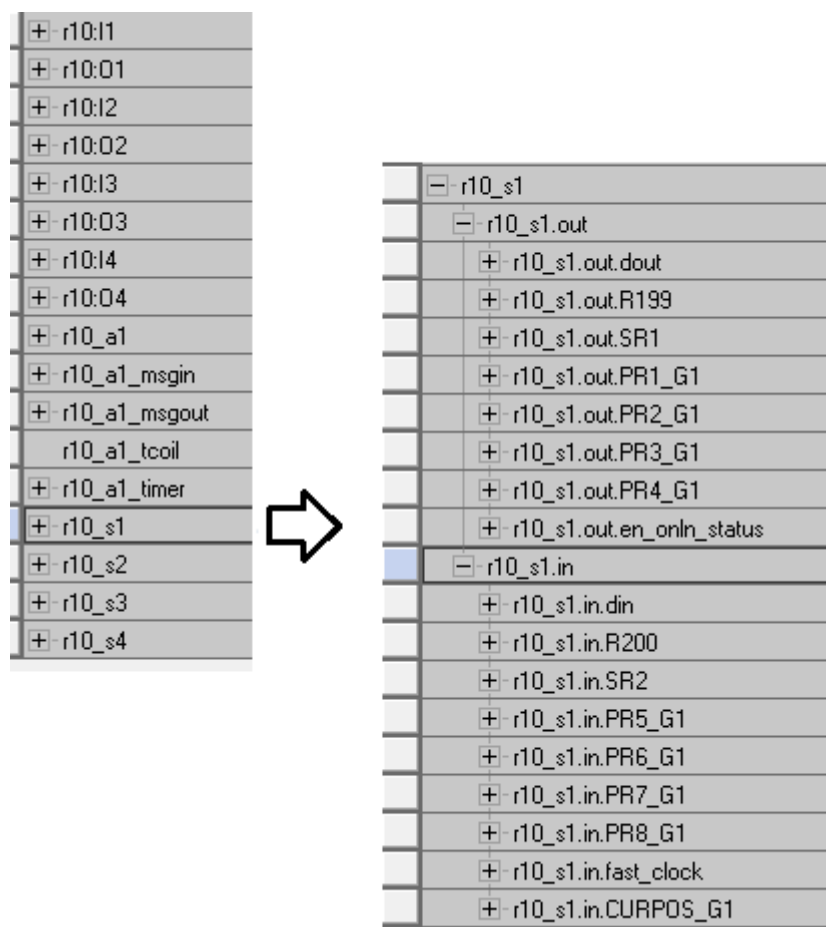 r10:I1
r10:O1
r10:I2
r10:O2
r10:I3
r10:O3
r10:I4
r10:O4
r10_a1
r10_a1_msgin
r10_a1_msgout
r10_a1_tcoil
r10_a1_timer
r10_s1
r10_s2
r10_s3
r10_s4
r10_s1
r10_s1.out
r10_s1.out.dout
r10_s1.out.R199
r10_s1.out.SR1
r10_s1.out.PR1_G1
r10_s1.out.PR2_G1
r10_s1.out.PR3_G1
r10_s1.out.PR4_G1
r10_s1.out.en_onln_status
r10_s1.in
r10_s1.in.din
r10_s1.in.R200
r10_s1.in.SR2
r10_s1.in.PR5_G1
r10_s1.in.PR6_G1
r10_s1.in.PR7_G1
r10_s1.in.PR8_G1
r10_s1.in.fast_clock
r10_s1.in.CURPOS_G1